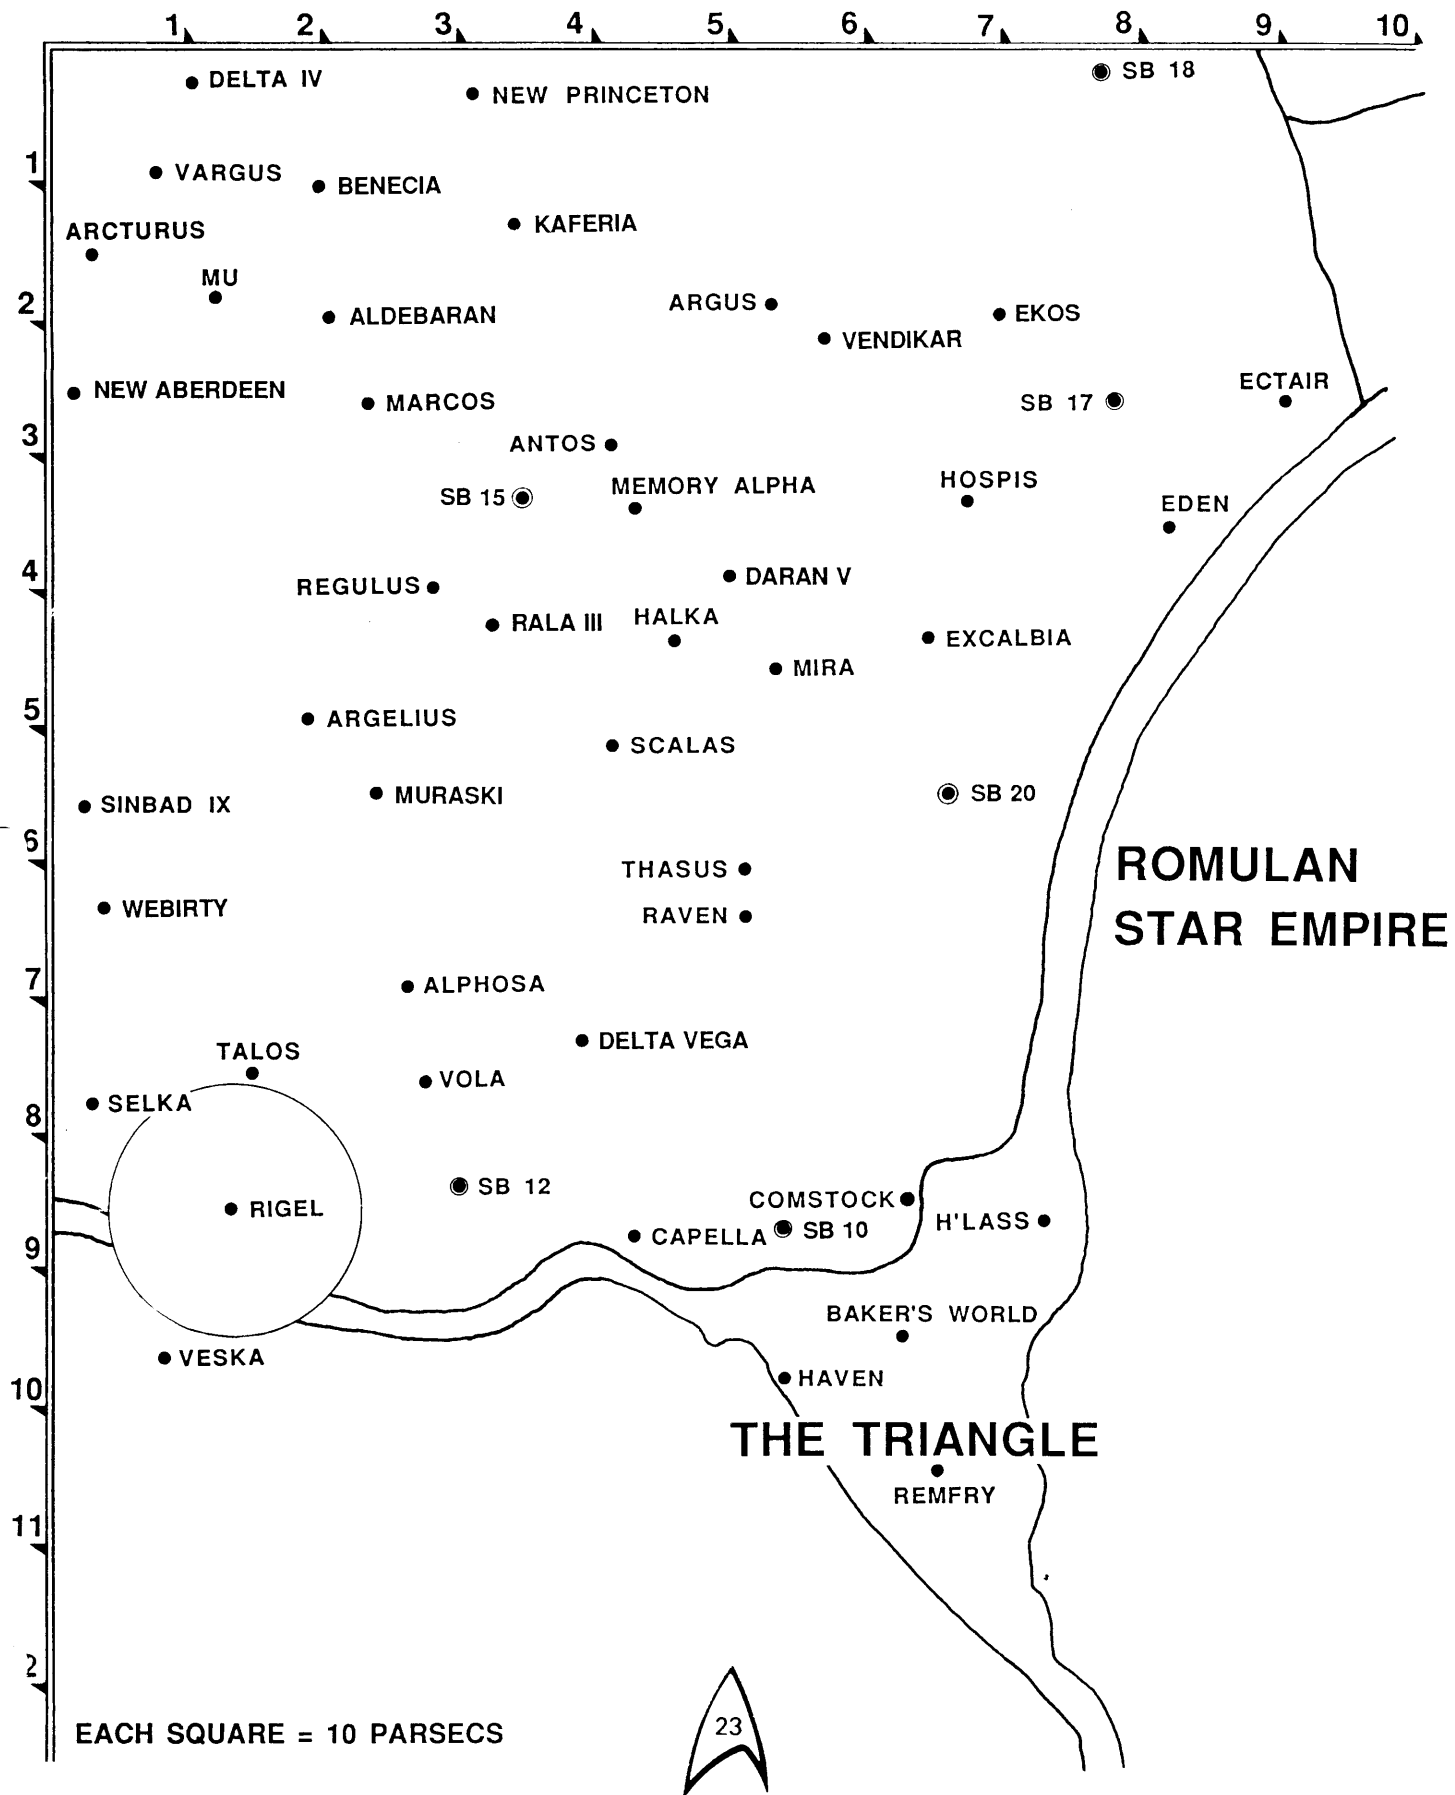 1 2 3 4 5 6 7 8 9 10
SB 18
DELTA IV
NEW PRINCETON
1
VARGUS
BENECIA
KAFERIA
ARCTURUS
MU
2
ARGUS
EKOS
ALDEBARAN
VENDIKAR
ECTAIR
NEW ABERDEEN
MARCOS
SB 17
3
ANTOS
HOSPIS
MEMORY ALPHA
SB 15
EDEN
4
DARAN V
REGULUS
HALKA
RALA III
EXCALBIA
MIRA
5
ARGELIUS
SCALAS
SB 20
MURASKI
SINBAD IX
6
ROMULAN
STAR EMPIRE
THASUS
WEBIRTY
RAVEN
7
ALPHOSA
DELTA VEGA
TALOS
VOLA
SELKA
8
SB 12
COMSTOCK
RIGEL
H'LASS
SB 10
CAPELLA
9
BAKER'S WORLD
VESKA
HAVEN
10
THE TRIANGLE
REMFRY
11
2
23
EACH SQUARE = 10 PARSECS